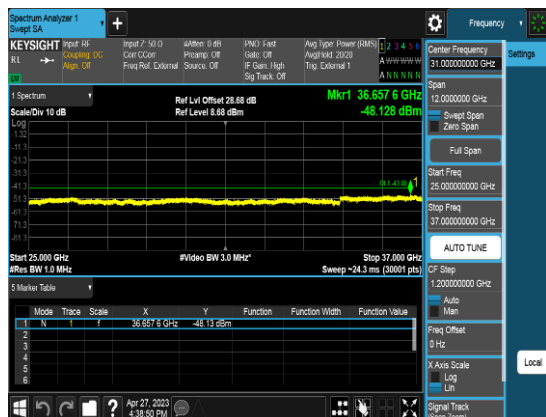 Spectrum Analyzer 1
Swept SA
Frequency
KEYSIGHT
Input: RF
Input Z: 50 Ω
#Atten: 0 dB
PNO: Fast
Avg Type: Power (RMS)
1 2 3 4 5 6
RL
Coupling: DC
Corr CCorr
Preamp: Off
Gate: Off
Avg|Hold: 20/20
A W W W W W
Align: Off
Freq Ref: External
Source: Off
IF Gain: High
Trig: External 1
Sig Track: Off
A N N N N N
1 Spectrum
Ref Lvl Offset 28.68 dB
Mkr1 36.657 6 GHz
Scale/Div 10 dB
Ref Level 8.68 dBm
-48.128 dBm
Log
1.32
-11.3
-21.3
-31.3
-41.3
-51.3
-61.3
-71.3
-81.3
1
Start 25.000 GHz
#Video BW 3.0 MHz*
Stop 37.000 GHz
#Res BW 1.0 MHz
Sweep ~24.3 ms (30001 pts)
5 Marker Table
Mode Trace Scale X Y Function Function Width Function Value
1 N 1 f 36.657 6 GHz -48.13 dBm
2
3
4
5
6
Apr 27, 2023
4:38:50 PM
Center Frequency
31.000000000 GHz
Span
12.0000000 GHz
Swept Span
Zero Span
Full Span
Start Freq
25.000000000 GHz
Stop Freq
37.000000000 GHz
AUTO TUNE
CF Step
1.200000000 GHz
Auto
Man
Freq Offset
0 Hz
X Axis Scale
Log
Lin
Signal Track
(Span Zoom)
Settings
Local